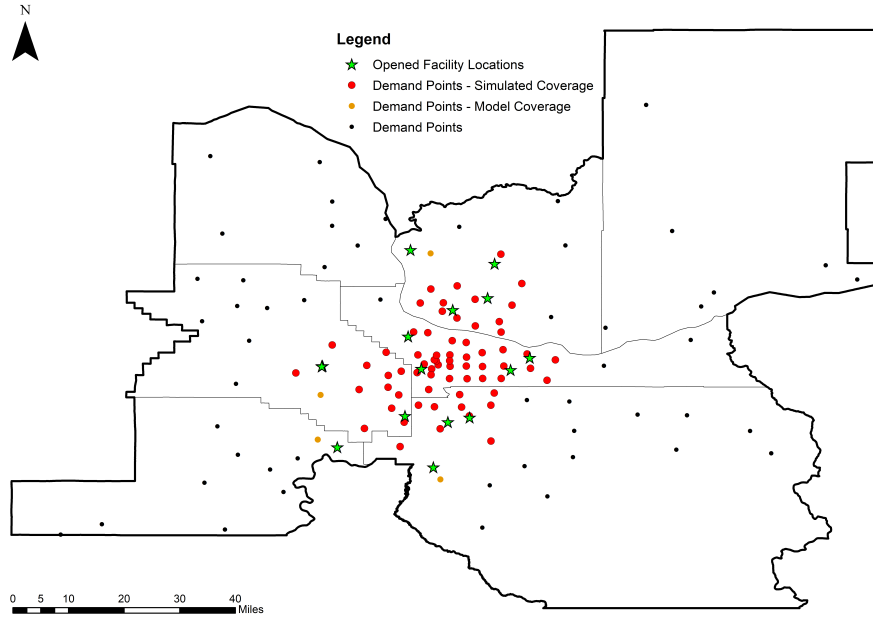 N
Legend
Opened Facility Locations
Demand Points - Simulated Coverage
Demand Points - Model Coverage
Demand Points
0 5 10 20 30 40
Miles